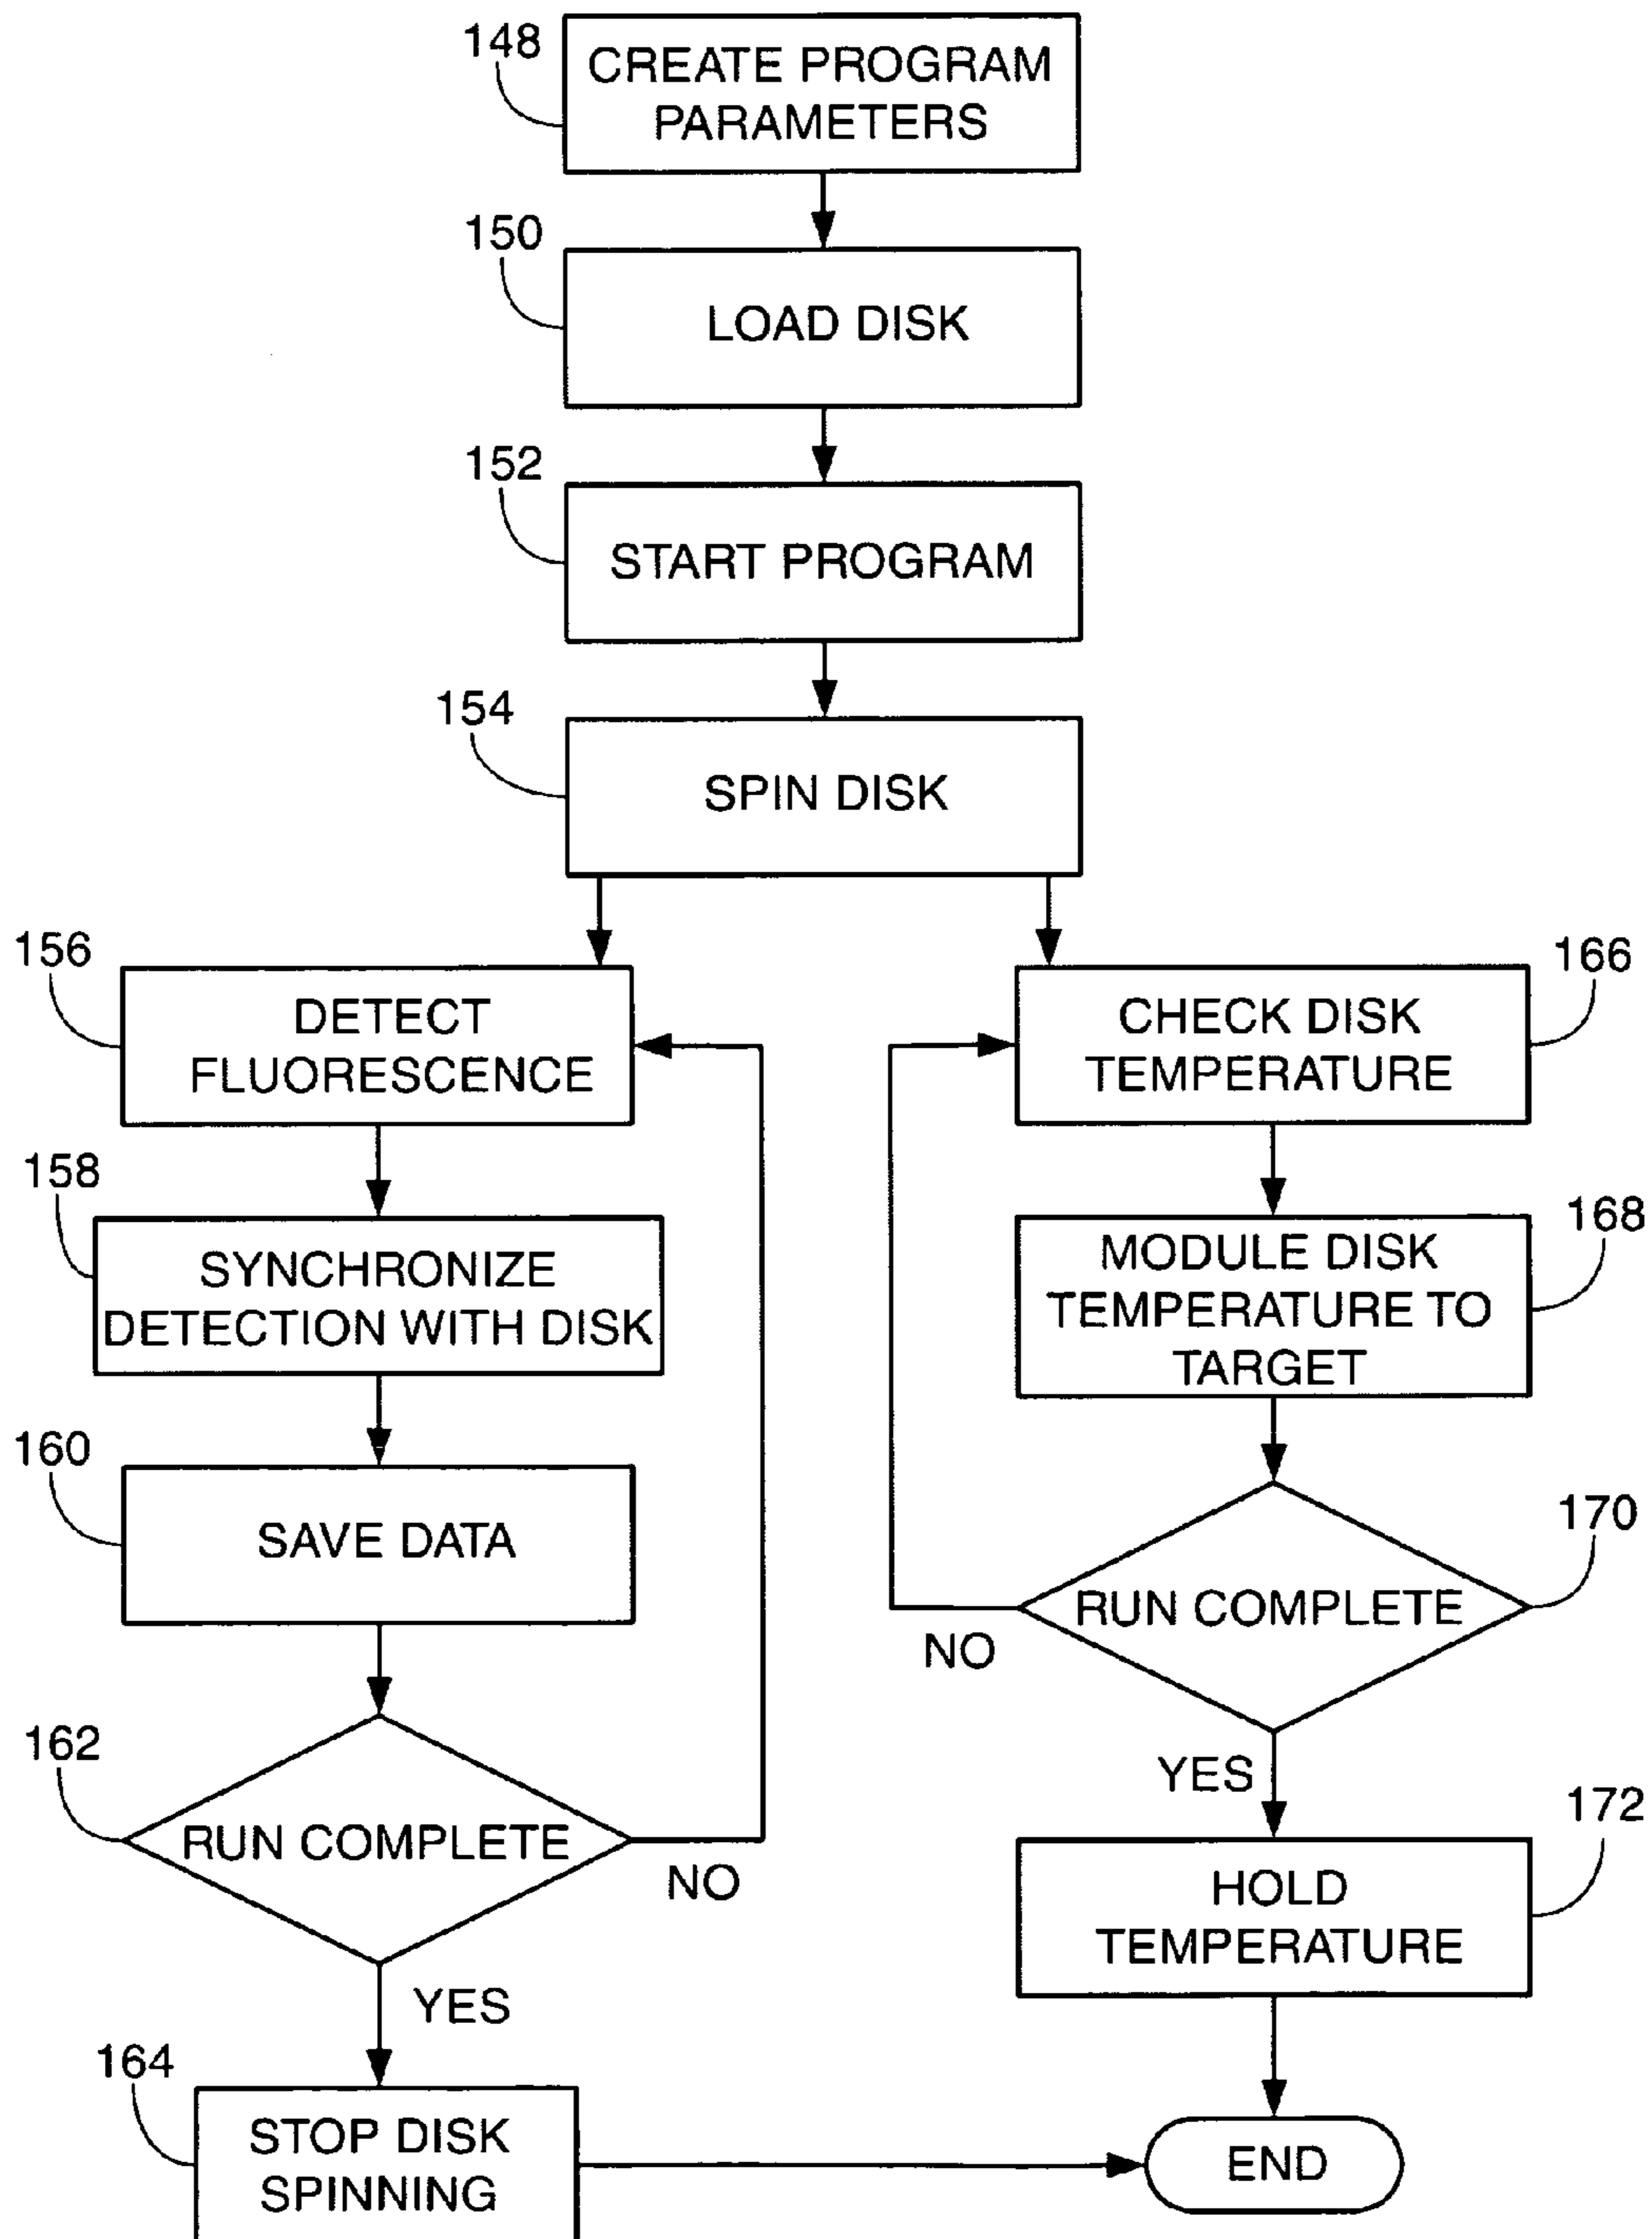 148
CREATE PROGRAM
PARAMETERS
150
LOAD DISK
152
START PROGRAM
154
SPIN DISK
156
DETECT
FLUORESCENCE
158
SYNCHRONIZE
DETECTION WITH DISK
160
SAVE DATA
162
RUN COMPLETE
NO
YES
164
STOP DISK
SPINNING
166
CHECK DISK
TEMPERATURE
168
MODULE DISK
TEMPERATURE TO
TARGET
170
RUN COMPLETE
NO
YES
172
HOLD
TEMPERATURE
END